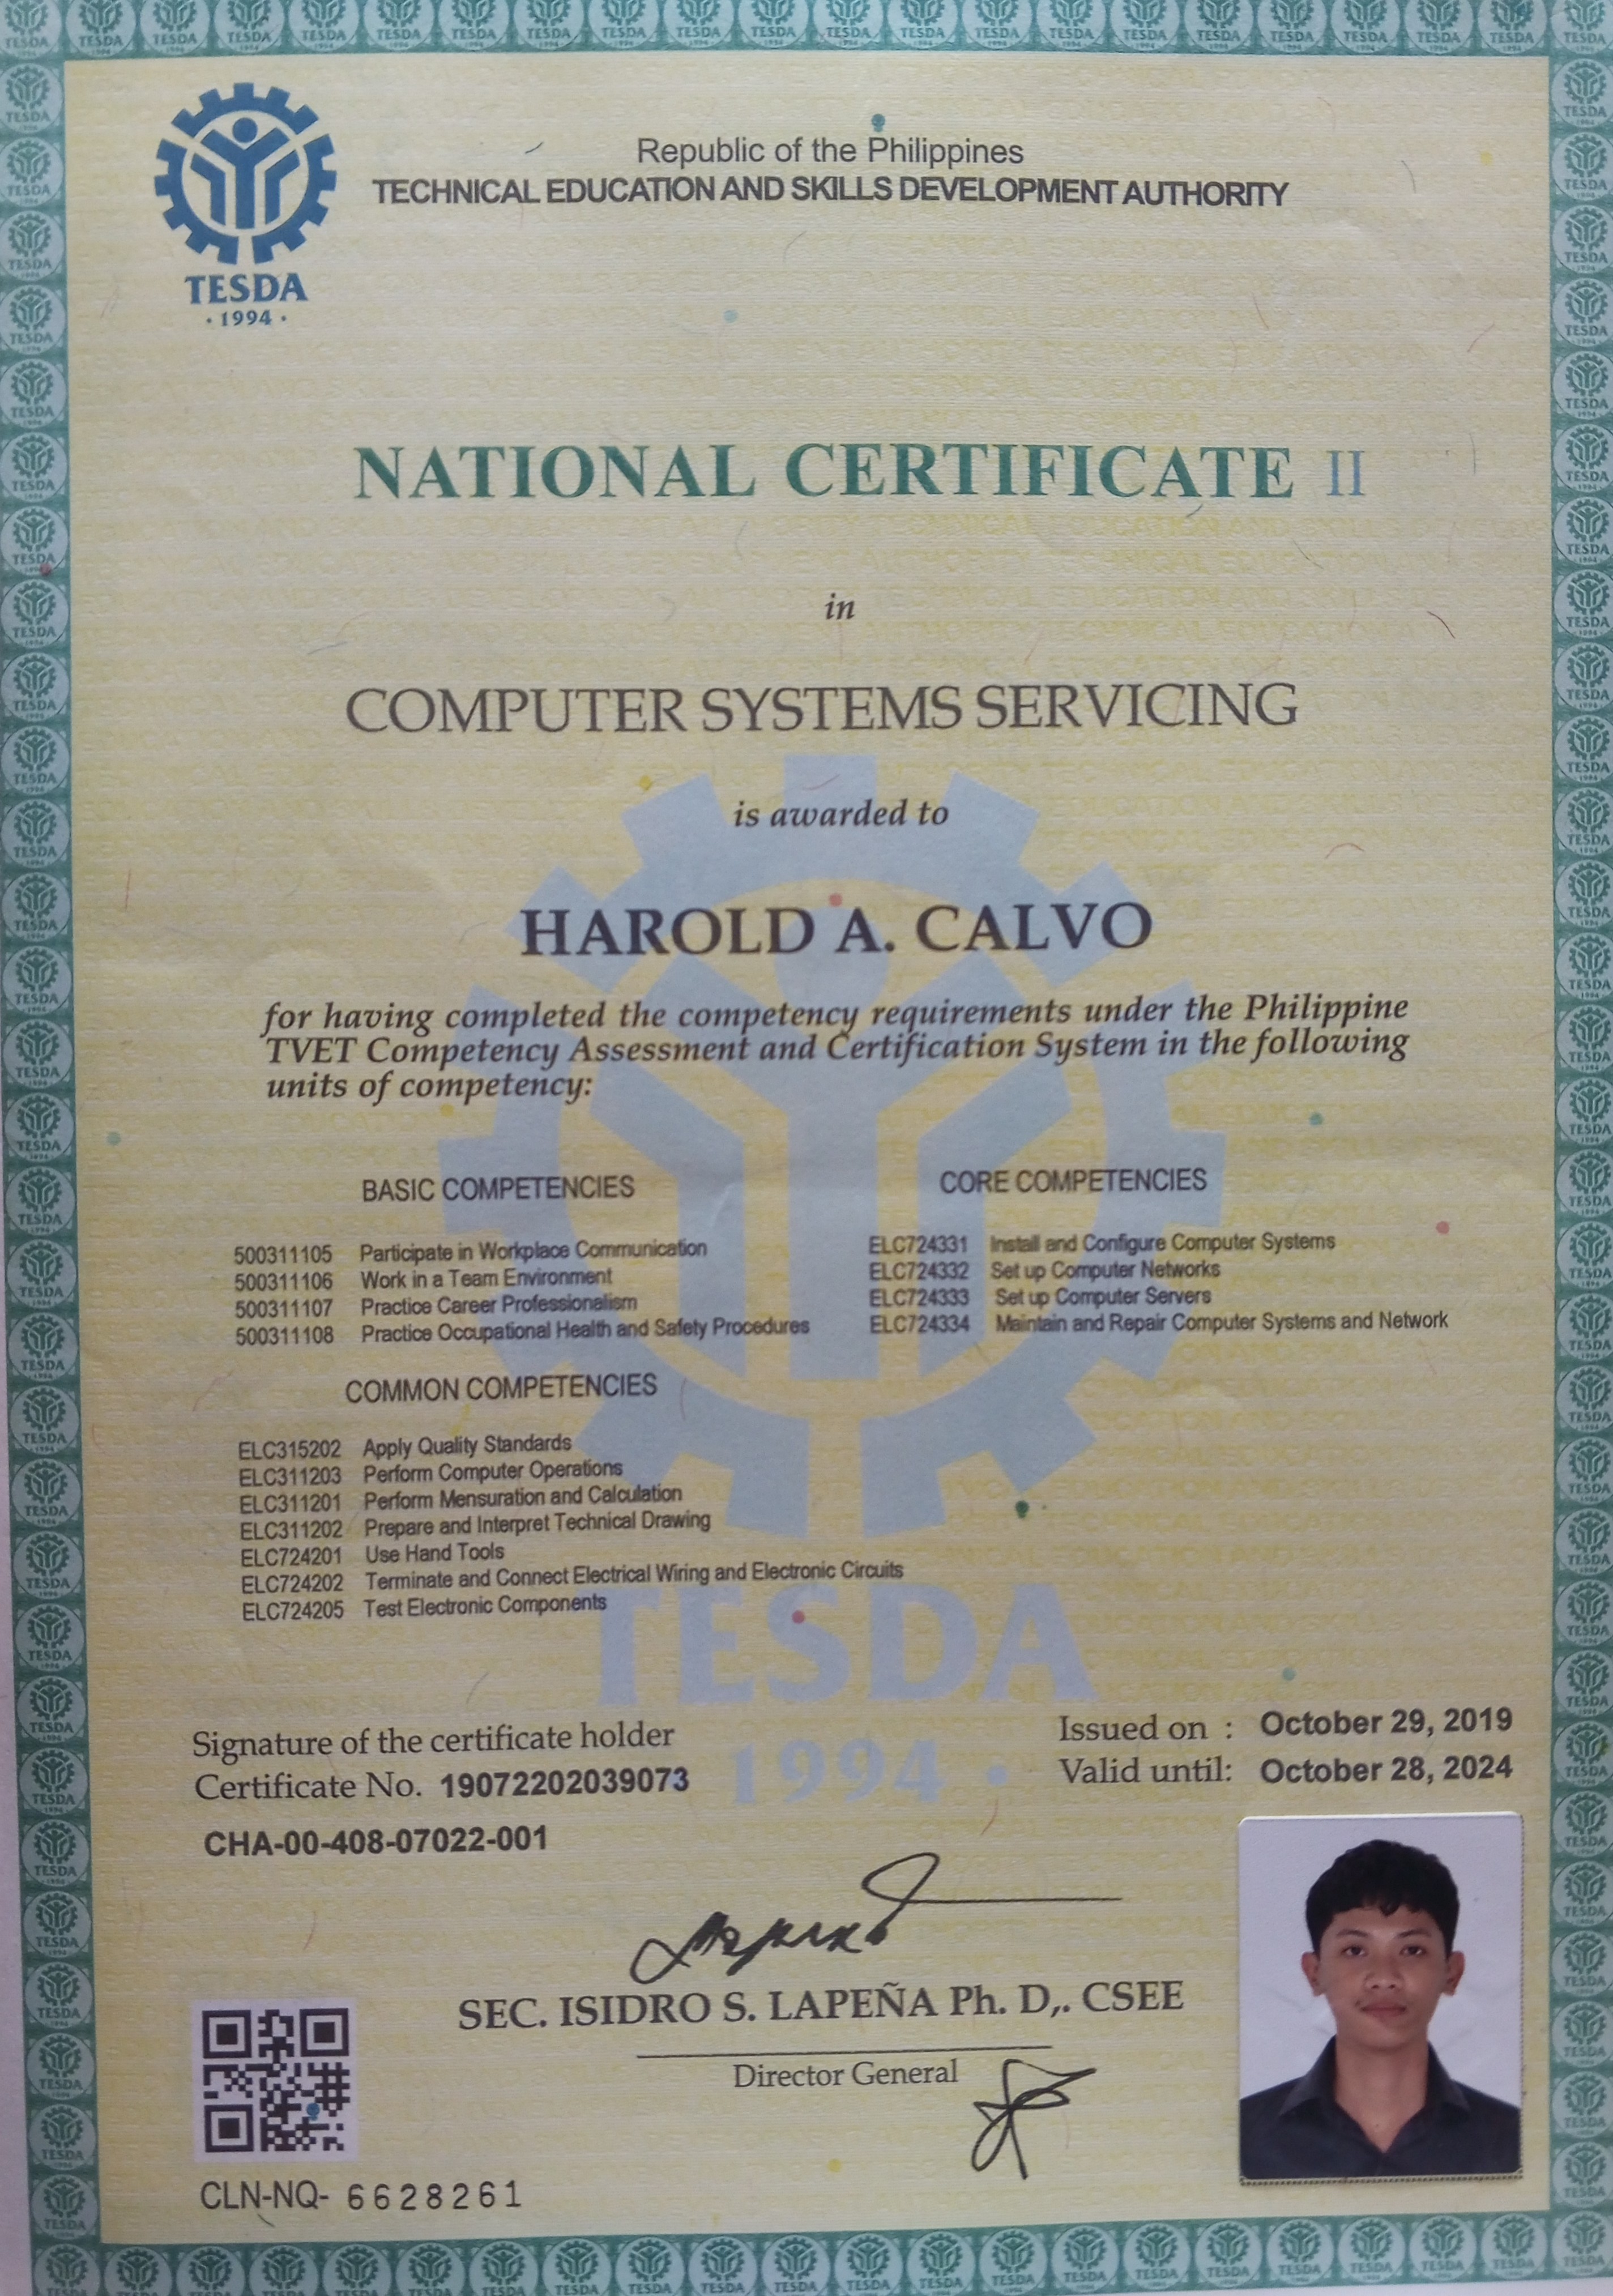 TESDA
· 1994 ·
Republic of the Philippines
TECHNICAL EDUCATION AND SKILLS DEVELOPMENT AUTHORITY
NATIONAL CERTIFICATE II
in
COMPUTER SYSTEMS SERVICING
is awarded to
HAROLD A. CALVO
for having completed the competency requirements under the Philippine
TVET Competency Assessment and Certification System in the following
units of competency:
BASIC COMPETENCIES
500311105 Participate in Workplace Communication
500311106 Work in a Team Environment
500311107 Practice Career Professionalism
500311108 Practice Occupational Health and Safety Procedures
CORE COMPETENCIES
ELC724331 Install and Configure Computer Systems
ELC724332 Set up Computer Networks
ELC724333 Set up Computer Servers
ELC724334 Maintain and Repair Computer Systems and Network
COMMON COMPETENCIES
ELC315202 Apply Quality Standards
ELC311203 Perform Computer Operations
ELC311201 Perform Mensuration and Calculation
ELC311202 Prepare and Interpret Technical Drawing
ELC724201 Use Hand Tools
ELC724202 Terminate and Connect Electrical Wiring and Electronic Circuits
ELC724205 Test Electronic Components
TESDA
1994 ·
Signature of the certificate holder
Certificate No. 19072202039073
CHA-00-408-07022-001
Issued on : October 29, 2019
Valid until: October 28, 2024
SEC. ISIDRO S. LAPEÑA Ph. D,. CSEE
Director General
CLN-NQ- 6628261